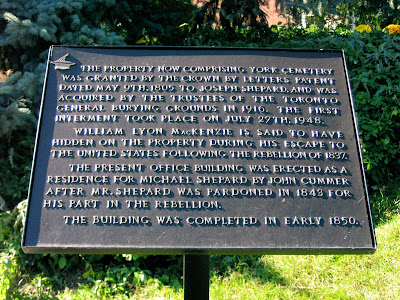 THE PROPERTY NOW COMPRISING YORK CEMETERY
WAS GRANTED BY THE CROWN BY LETTERS PATENT
DATED MAY 9TH, 1805 TO JOSEPH SHEPARD, AND WAS
ACQUIRED BY THE TRUSTEES OF THE TORONTO
GENERAL BURYING GROUNDS IN 1916. THE FIRST
INTERMENT TOOK PLACE ON JULY 27TH, 1948.
WILLIAM LYON MACKENZIE IS SAID TO HAVE
HIDDEN ON THE PROPERTY DURING HIS ESCAPE TO
THE UNITED STATES FOLLOWING THE REBELLION OF 1837.
THE PRESENT OFFICE BUILDING WAS ERECTED AS A
RESIDENCE FOR MICHAEL SHEPARD BY JOHN CUMMER
AFTER MR. SHEPARD WAS PARDONED IN 1843 FOR
HIS PART IN THE REBELLION.
THE BUILDING WAS COMPLETED IN EARLY 1850.